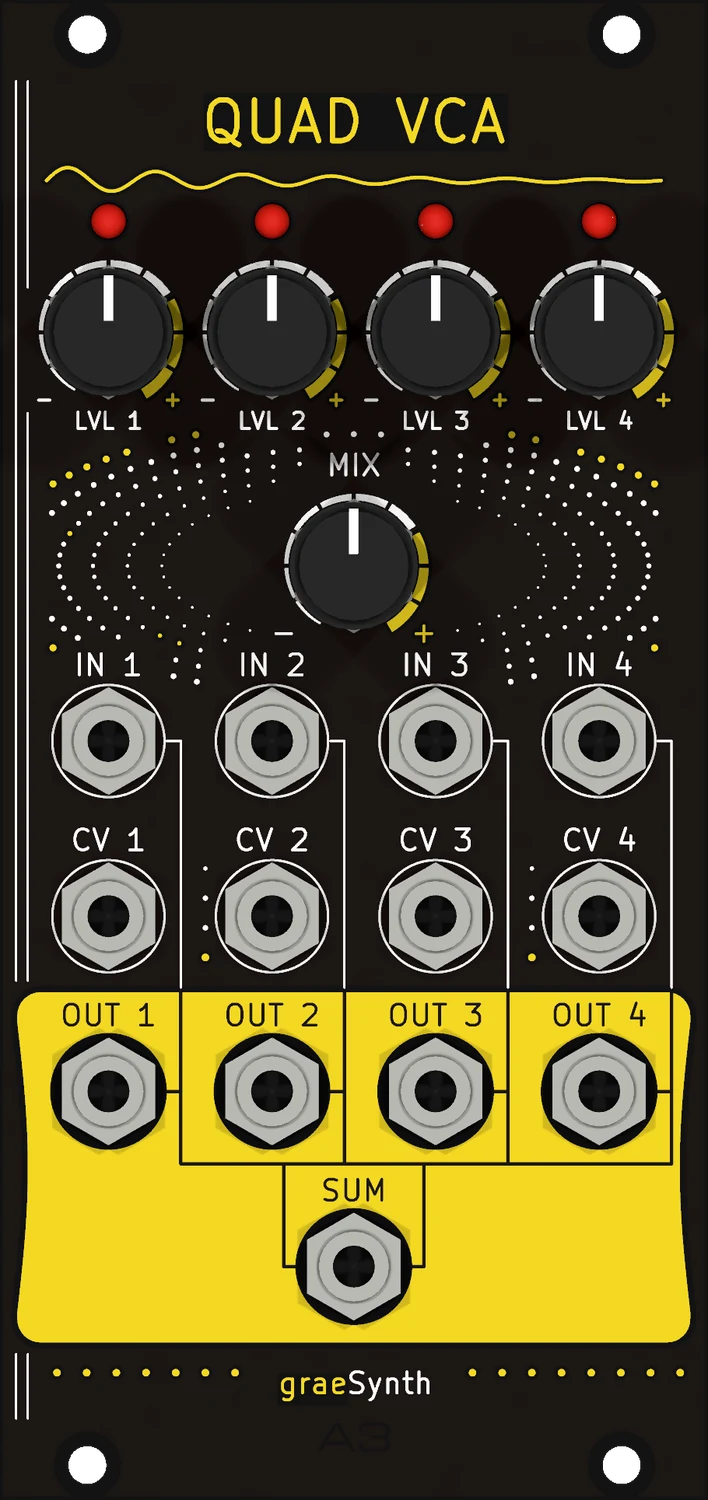 QUAD VCA
- + - + - + - +
LVL 1 LVL 2 LVL 3 LVL 4
MIX
- +
IN 1 IN 2 IN 3 IN 4
CV 1 CV 2 CV 3 CV 4
OUT 1 OUT 2 OUT 3 OUT 4
SUM
graeSynth
A3